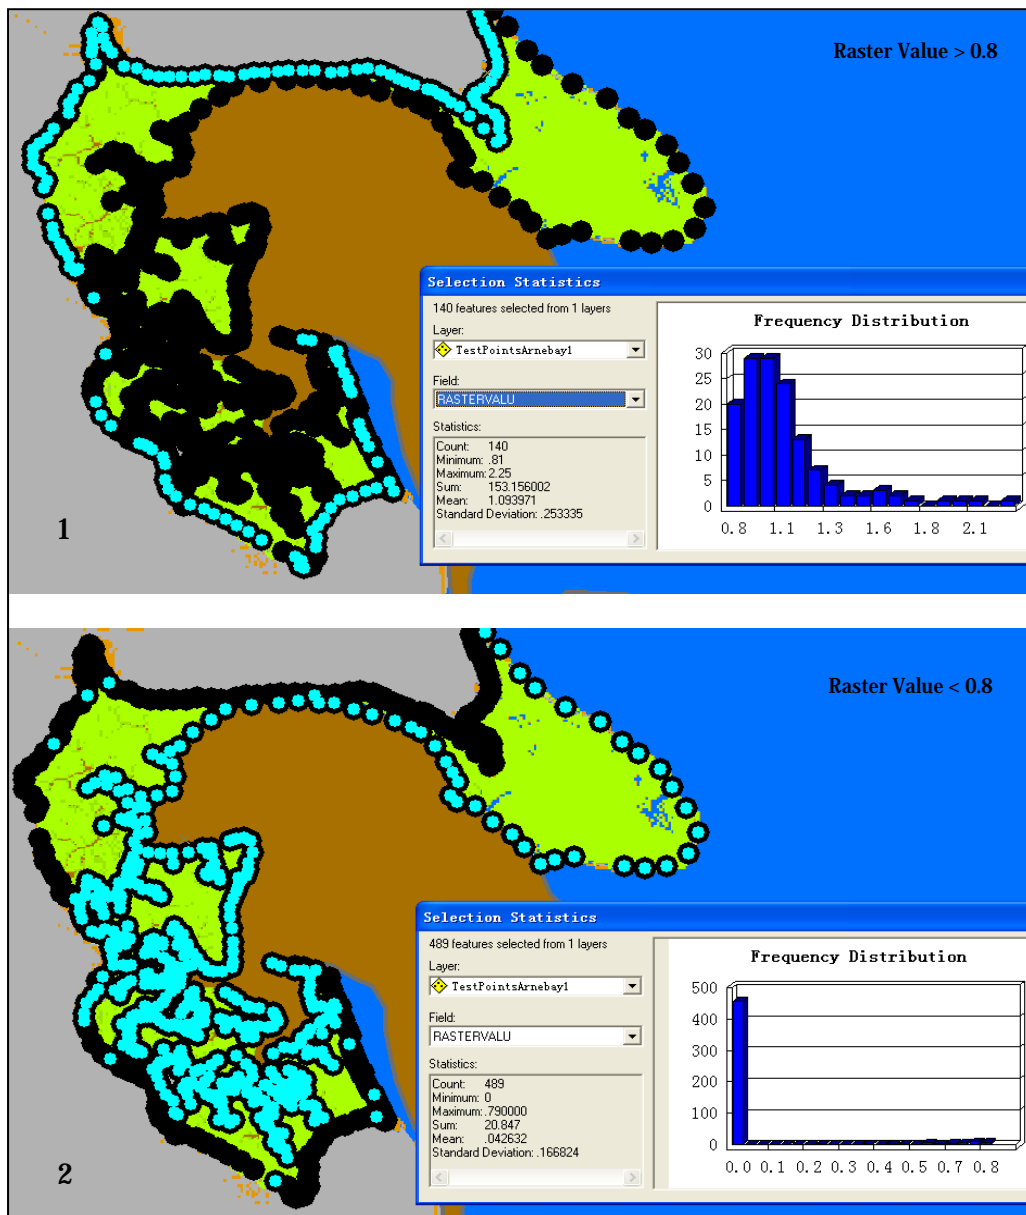 Raster Value > 0.8
Selection Statistics
140 features selected from 1 layers
Layer:
TestPointsArnebay1
Field:
RASTERVALU
Statistics:
Count: 140
Minimum: .81
Maximum: 2.25
Sum: 153.156002
Mean: 1.093971
Standard Deviation: .253335
Frequency Distribution
30
25
20
15
10
5
0
0.8 1.1 1.3 1.6 1.8 2.1
1
Raster Value < 0.8
Selection Statistics
489 features selected from 1 layers
Layer:
TestPointsArnebay1
Field:
RASTERVALU
Statistics:
Count: 489
Minimum: 0
Maximum: .790000
Sum: 20.847
Mean: .042632
Standard Deviation: .166824
Frequency Distribution
500
400
300
200
100
0
0.0 0.1 0.2 0.3 0.4 0.5 0.7 0.8
2